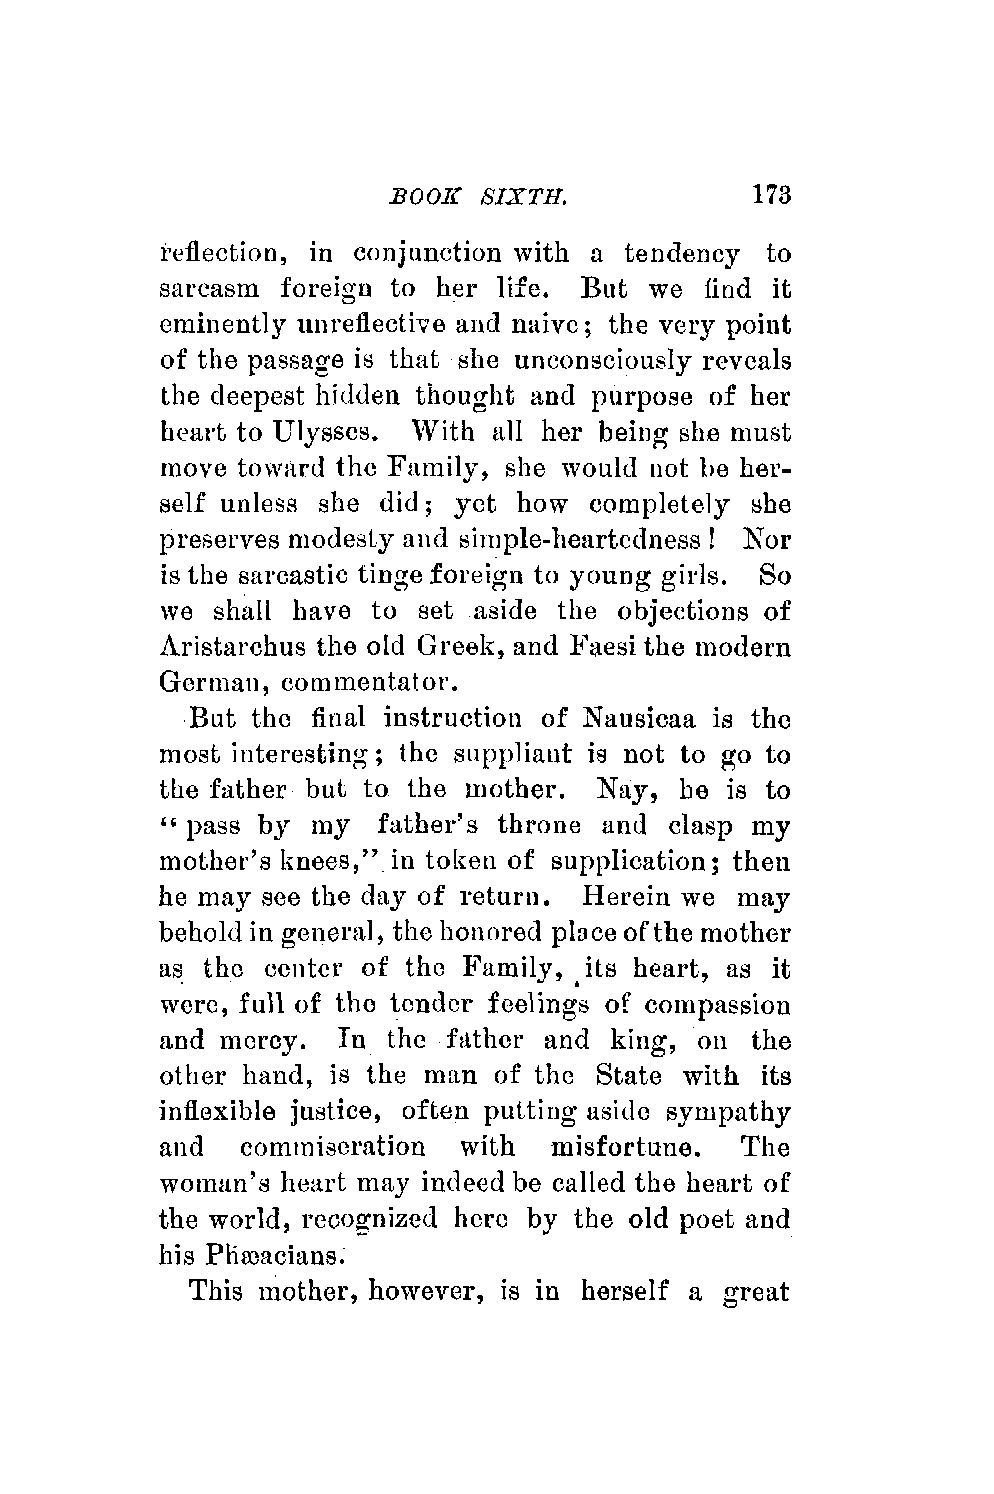 BOOK SIXTH. 173
reflection, in conjunction with a tendency to
sarcasm foreign to her life. But we find it
eminently unreflective and naive; the very point
of the passage is that she unconsciously reveals
the deepest hidden thought and purpose of her
heart to Ulysses. With all her being she must
move toward the Family, she would not be her-
self unless she did; yet how completely she
preserves modesty and simple-heartedness! Nor
is the sarcastic tinge foreign to young girls. So
we shall have to set aside the objections of
Aristarchus the old Greek, and Faesi the modern
German, commentator.
But the final instruction of Nausicaa is the
most interesting; the suppliant is not to go to
the father but to the mother. Nay, he is to
“pass by my father's throne and clasp my
mother's knees,” in token of supplication; then
he may see the day of return. Herein we may
behold in general, the honored place of the mother
as the center of the Family, its heart, as it
were, full of the tender feelings of compassion
and mercy. In the father and king, on the
other hand, is the man of the State with its
inflexible justice, often putting aside sympathy
and commiseration with misfortune. The
woman's heart may indeed be called the heart of
the world, recognized here by the old poet and
his Phæacians.
This mother, however, is in herself a great